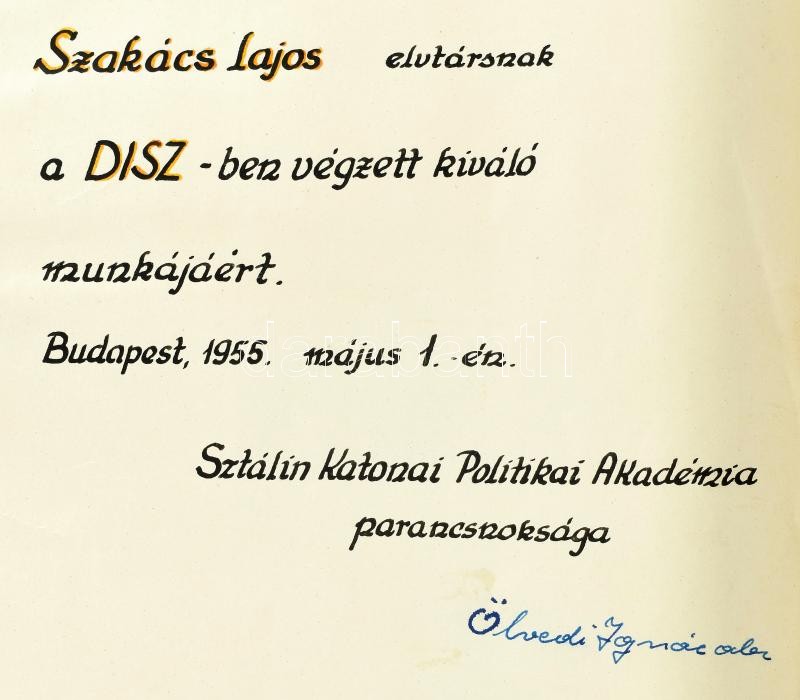 Szakács Lajos elvtársnak
a DISZ-ben végzett kiváló
munkájáért.
Budapest, 1955. május 1.-én.
darabanth
Sztálin Katonai Politikai Akadémia
parancsnoksága
Ölvedi Ignác alez